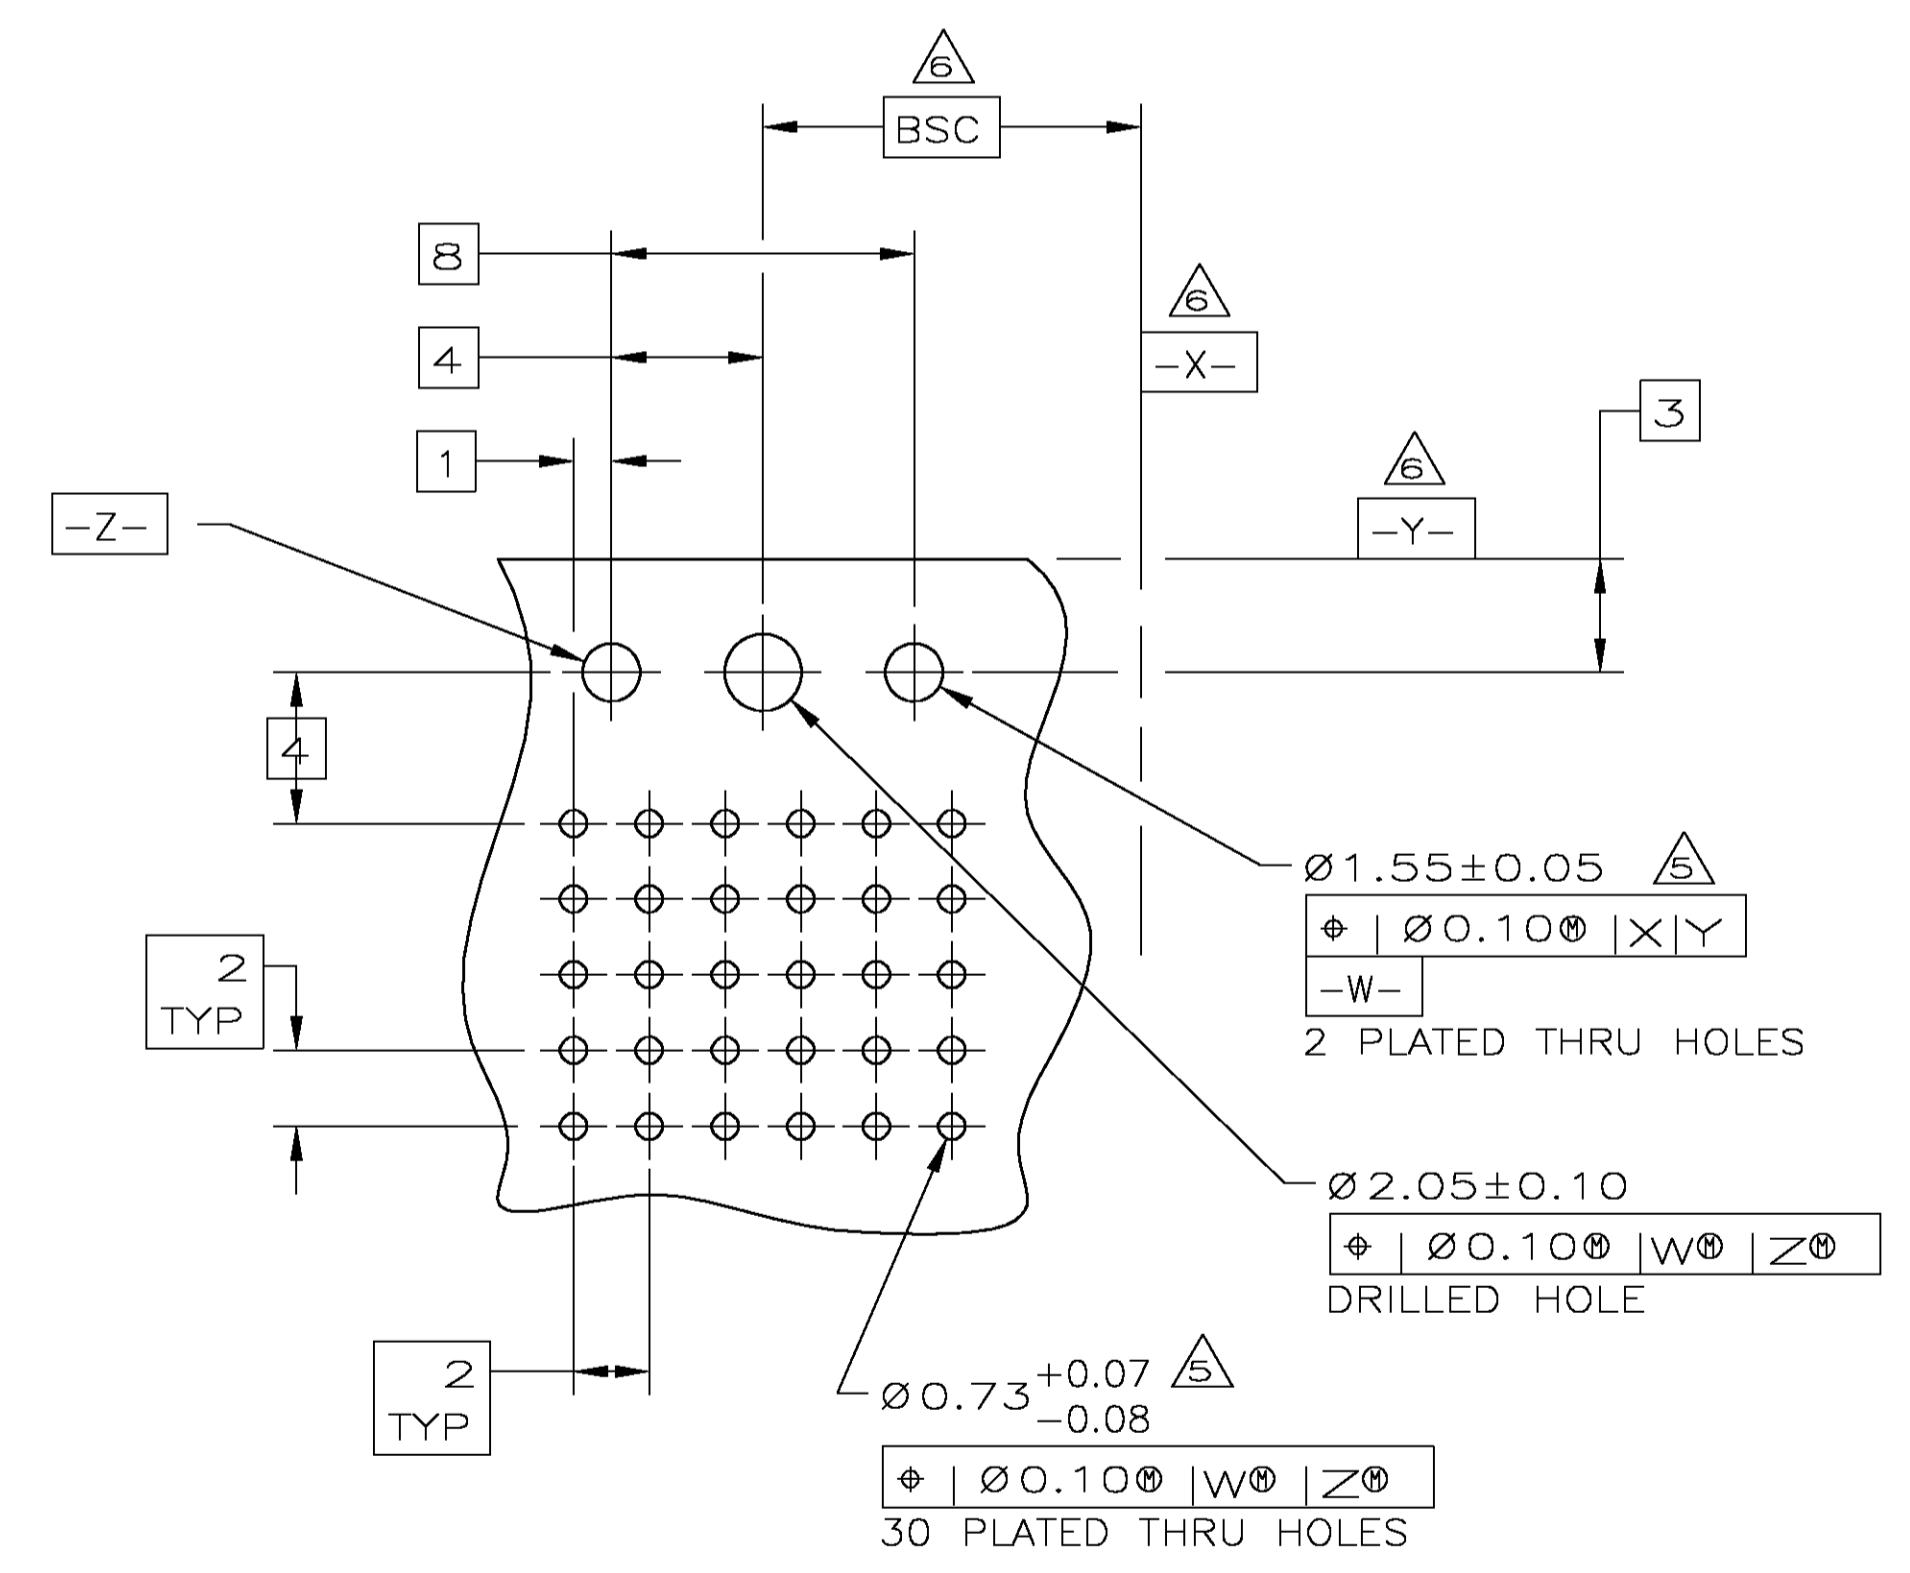 6
BSC
8
6
4
-X-
3
1
6
-Z-
-Y-
4
Ø1.55±0.05 5
⌖ | Ø0.10Ⓜ |X|Y
-W-
2 PLATED THRU HOLES
2
TYP
Ø2.05±0.10
⌖ | Ø0.10Ⓜ |WⓂ |ZⓂ
DRILLED HOLE
2
TYP
Ø0.73 +0.07 5
-0.08
⌖ | Ø0.10Ⓜ |WⓂ |ZⓂ
30 PLATED THRU HOLES